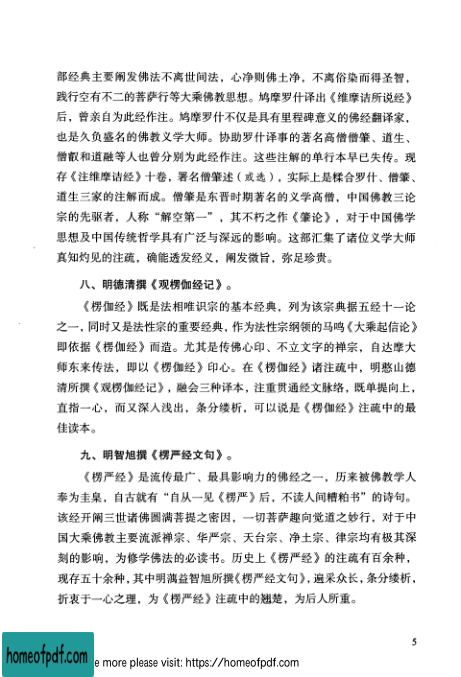 部经典主要阐发佛法不离世间法，心净则佛土净，不离俗染而得圣智，
践行空有不二的菩萨行等大乘佛教思想。鸠摩罗什译出《维摩诘所说经》
后，曾亲自为此经作注。鸠摩罗什不仅是具有里程碑意义的佛经翻译家，
也是久负盛名的佛教义学大师。协助罗什译事的著名高僧僧肇、道生、
僧叡和道融等人也曾分别为此经作注。这些注解的单行本早已失传。现
存《注维摩诘经》十卷，署名僧肇述（或选），实际上是糅合罗什、僧肇、
道生三家的注解而成。僧肇是东晋时期著名的义学高僧，中国佛教三论
宗的先驱者，人称“解空第一”，其不朽之作《肇论》，对于中国佛学
思想及中国传统哲学具有广泛与深远的影响。这部汇集了诸位义学大师
真知灼见的注疏，确能透发经义，阐发微旨，弥足珍贵。
八、明德清撰《观楞伽经记》。
《楞伽经》既是法相唯识宗的基本经典，列为该宗典据五经十一论
之一，同时又是法性宗的重要经典，作为法性宗纲领的马鸣《大乘起信论》
即依据《楞伽经》而造。尤其是传佛心印、不立文字的禅宗，自达摩大
师东来传法，即以《楞伽经》印心。在《楞伽经》诸注疏中，明憨山德
清所撰《观楞伽经记》，融会三种译本，注重贯通经文脉络，既单提向上，
直指一心，而又深入浅出，条分缕析，可以说是《楞伽经》注疏中的最
佳读本。
九、明智旭撰《楞严经文句》。
《楞严经》是流传最广、最具影响力的佛经之一，历来被佛教学人
奉为圭臬，自古就有“自从一见《楞严》后，不读人间糟粕书”的诗句。
该经开阐三世诸佛圆满菩提之密因，一切菩萨趣向觉道之妙行，对于中
国大乘佛教主要流派禅宗、华严宗、天台宗、净土宗、律宗均有极其深
刻的影响，为修学佛法的必读书。历史上《楞严经》的注疏有百余种，
现存五十余种，其中明蕅益智旭所撰《楞严经文句》，遍采众长，条分缕析，
折衷于一心之理，为《楞严经》注疏中的翘楚，为后人所重。
5
homeofpdf.com
e more please visit: https://homeofpdf.com